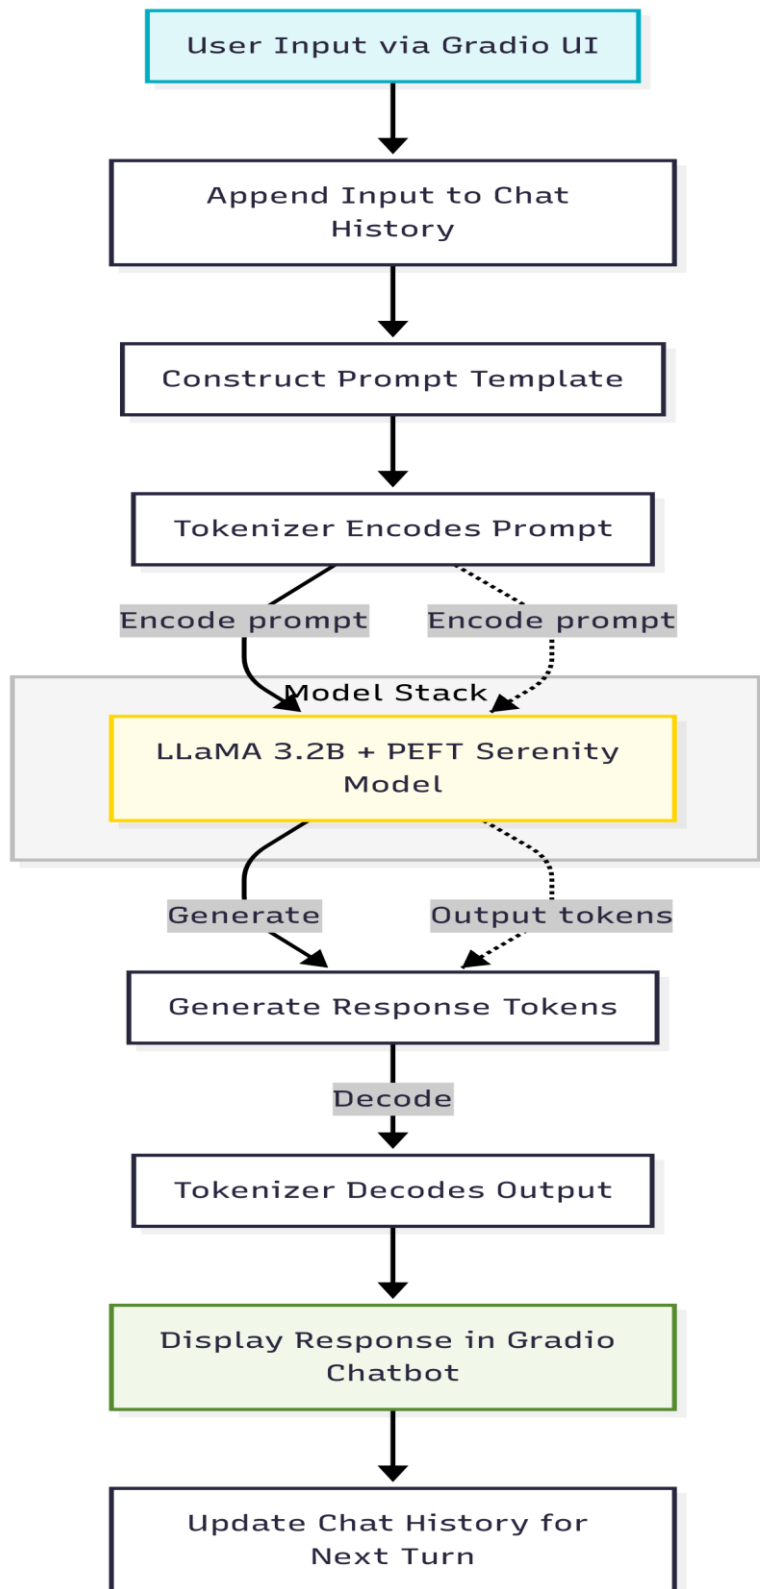 User Input via Gradio UI
Append Input to Chat
History
Construct Prompt Template
Tokenizer Encodes Prompt
Encode prompt
Encode prompt
Model Stack
LLaMA 3.2B + PEFT Serenity
Model
Generate
Output tokens
Generate Response Tokens
Decode
Tokenizer Decodes Output
Display Response in Gradio
Chatbot
Update Chat History for
Next Turn